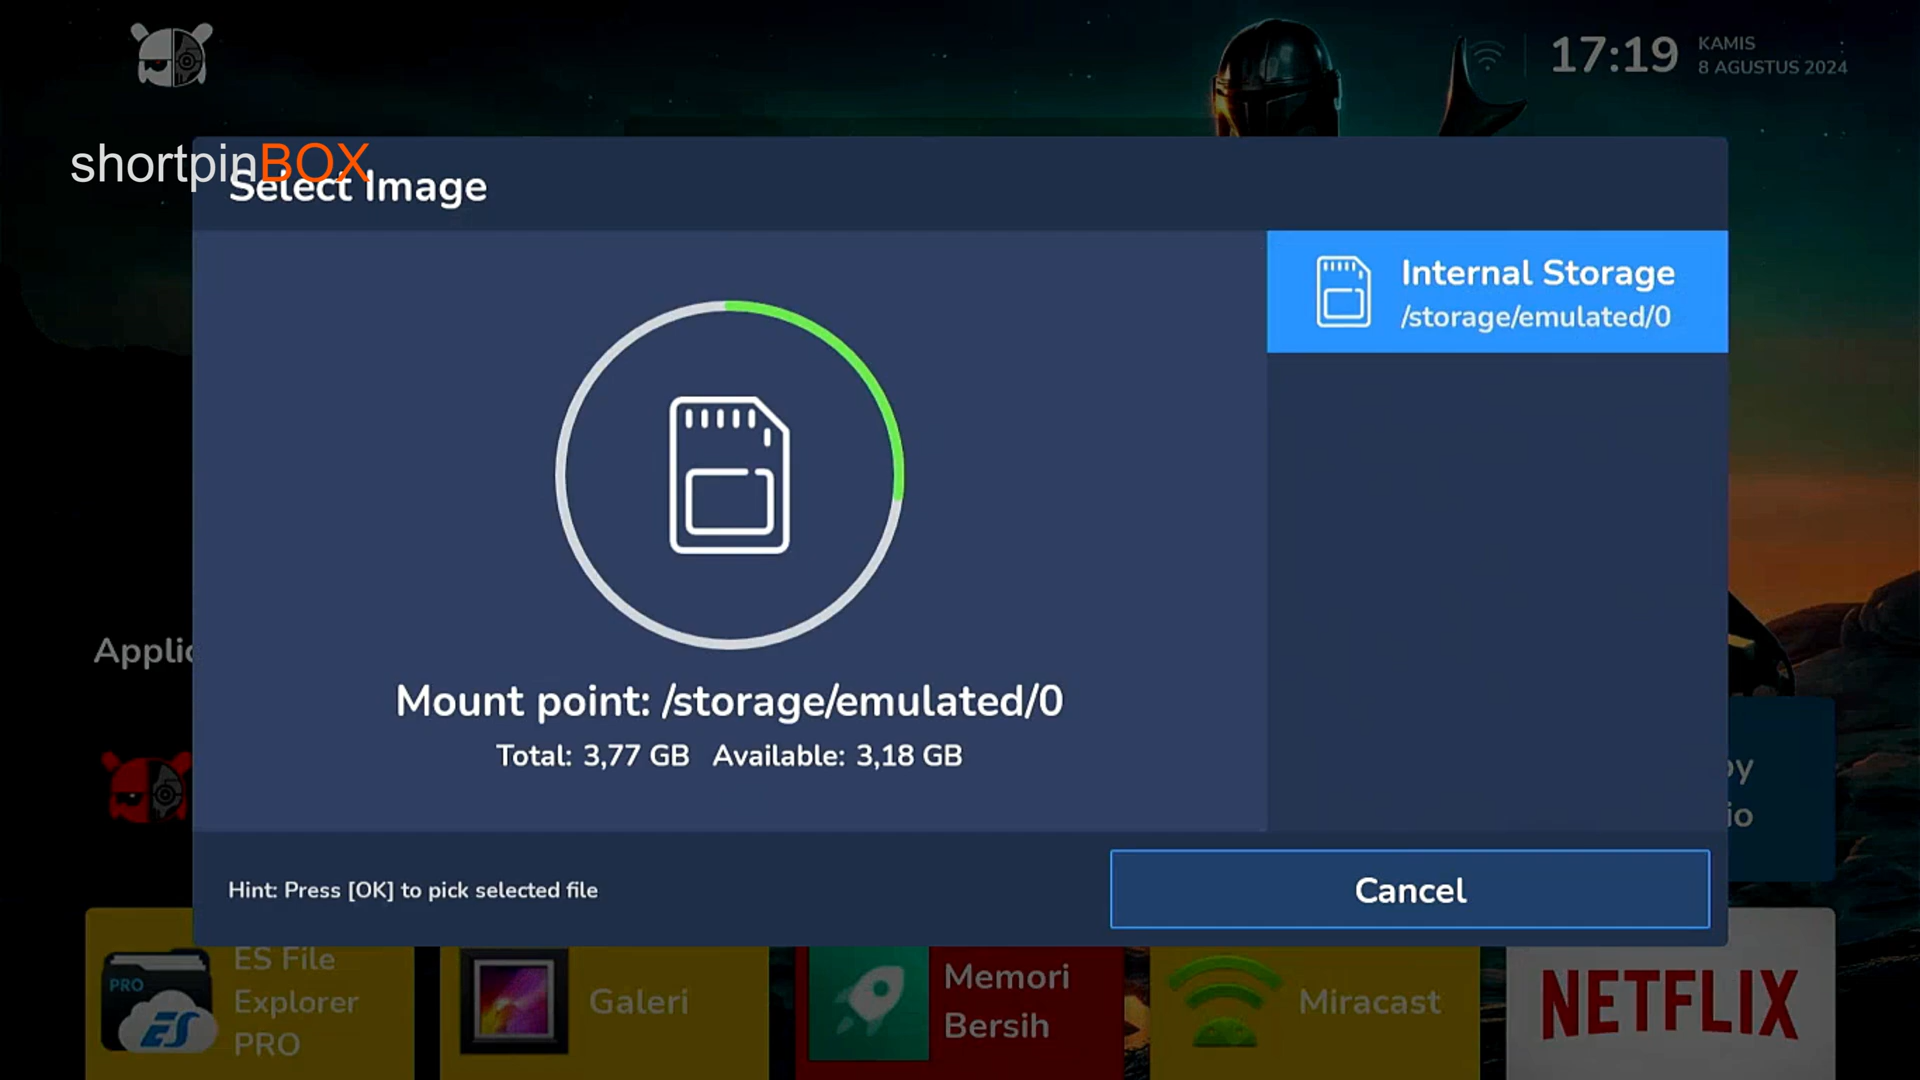 17:19
KAMIS
8 AGUSTUS 2024
shortpinBOX
Select Image
Internal Storage
/storage/emulated/0
Mount point: /storage/emulated/0
Total: 3,77 GB Available: 3,18 GB
Applic
Hint: Press [OK] to pick selected file
Cancel
PRO
ES
ES File
Explorer
PRO
Galeri
Memori
Bersih
Miracast
NETFLIX